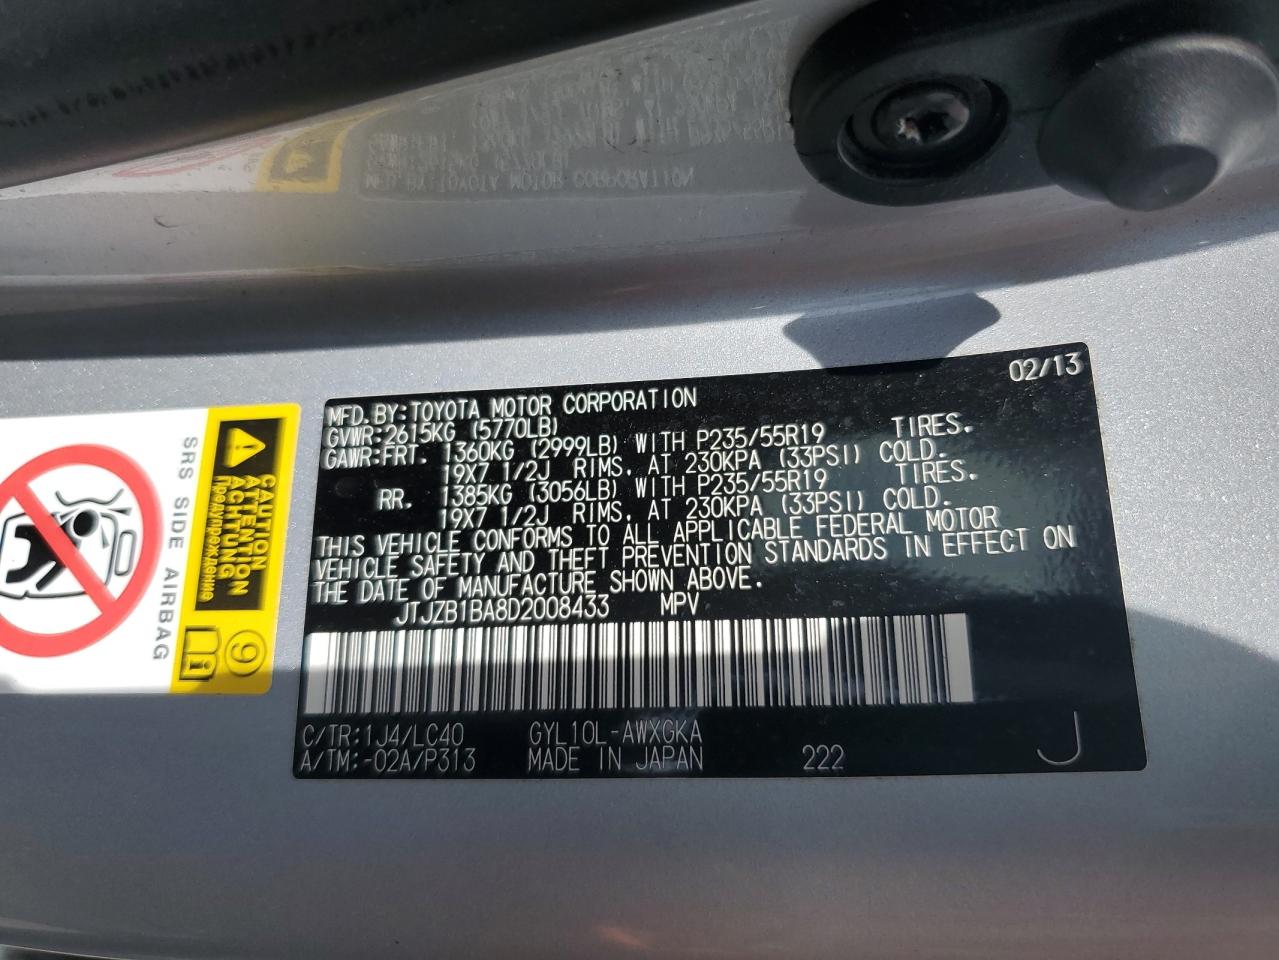 02/13
MFD.BY:TOYOTA MOTOR CORPORATION
GVWR:2615KG (5770LB)
GAWR:FRT. 1360KG (2999LB) WITH P235/55R19 TIRES.
19X7 1/2J RIMS. AT 230KPA (33PSI) COLD.
RR. 1385KG (3056LB) WITH P235/55R19 TIRES.
19X7 1/2J RIMS. AT 230KPA (33PSI) COLD.
THIS VEHICLE CONFORMS TO ALL APPLICABLE FEDERAL MOTOR
VEHICLE SAFETY AND THEFT PREVENTION STANDARDS IN EFFECT ON
THE DATE OF MANUFACTURE SHOWN ABOVE.
JTJZB1BA8D2008433 MPV
C/TR:1J4/LC40 GYL10L-AWXGKA
A/TM:-02A/P313 MADE IN JAPAN 222 J
CAUTION
ATTENTION
ACHTUNG
Предупреждение
SRS SIDE AIRBAG
9